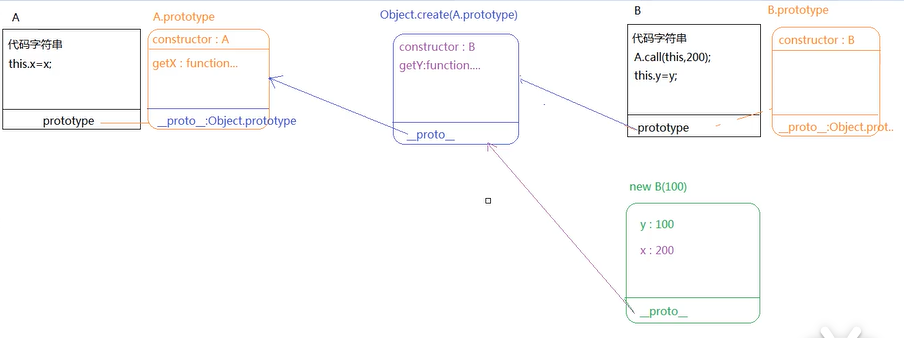 A
代码字符串
this.x=x;
prototype
A.prototype
constructor : A
getX : function...
__proto__:Object.prototype
Object.create(A.prototype)
constructor : B
getY:function....
__proto__
B
代码字符串
A.call(this,200);
this.y=y;
prototype
B.prototype
constructor : B
__proto__:Object.prot..
new B(100)
y : 100
x : 200
__proto__